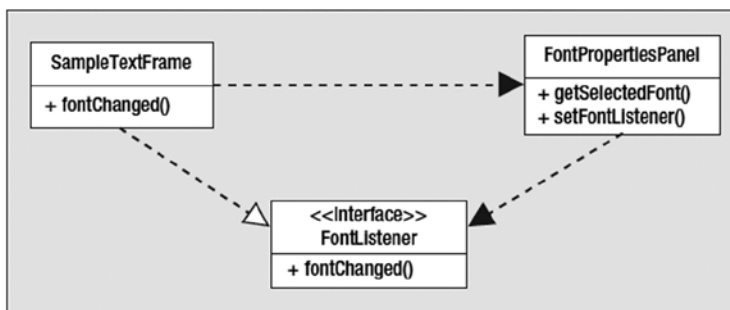 SampleTextFrame
+ fontChanged()
FontPropertiesPanel
+ getSelectedFont()
+ setFontListener()
<<Interface>>
FontListener
+ fontChanged()